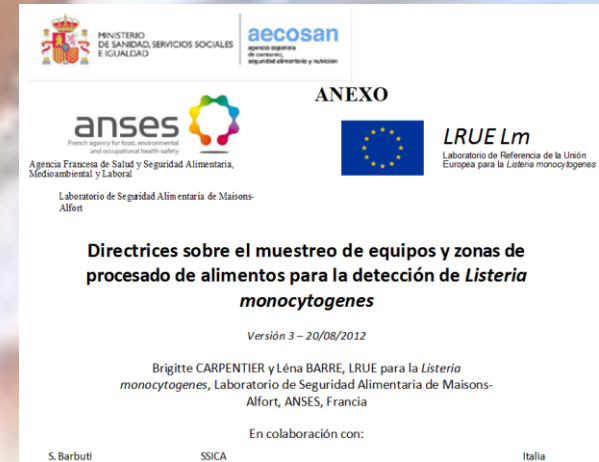 MINISTERIO
DE SANIDAD, SERVICIOS SOCIALES
E IGUALDAD
aecosan
agencia española
de consumo,
seguridad alimentaria y nutrición
ANEXO
anses
French agency for food, environmental
and occupational health safety
Agencia Francesa de Salud y Seguridad Alimentaria,
Medioambiental y Laboral
LRUE Lm
Laboratorio de Referencia de la Unión
Europea para la Listeria monocytogenes
Laboratorio de Seguridad Alimentaria de Maisons-
Alfort
Directrices sobre el muestreo de equipos y zonas de
procesado de alimentos para la detección de Listeria
monocytogenes
Versión 3 – 20/08/2012
Brigitte CARPENTIER y Léna BARRE, LRUE para la Listeria
monocytogenes, Laboratorio de Seguridad Alimentaria de Maisons-
Alfort, ANSES, Francia
En colaboración con:
S. Barbuti SSICA Italia